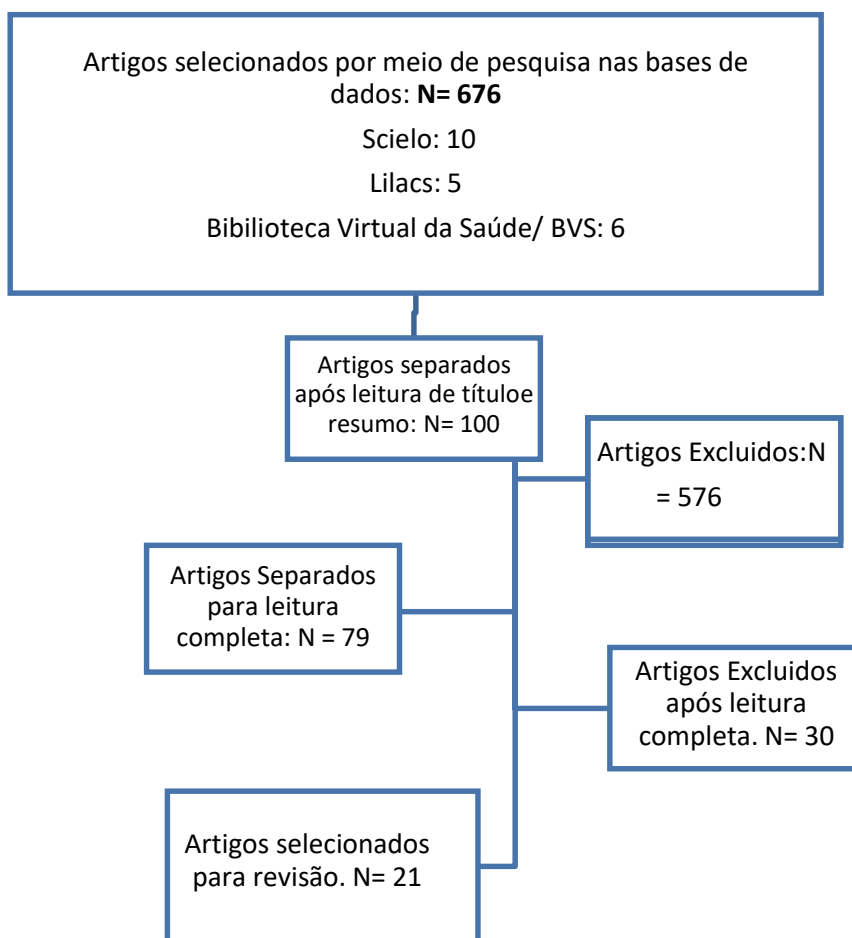 Artigos selecionados por meio de pesquisa nas bases de
dados: N= 676
Scielo: 10
Lilacs: 5
Bibilioteca Virtual da Saúde/ BVS: 6
Artigos separados
após leitura de títuloe
resumo: N= 100
Artigos Excluidos:N
= 576
Artigos Separados
para leitura
completa: N = 79
Artigos Excluidos
após leitura
completa. N= 30
Artigos selecionados
para revisão. N= 21